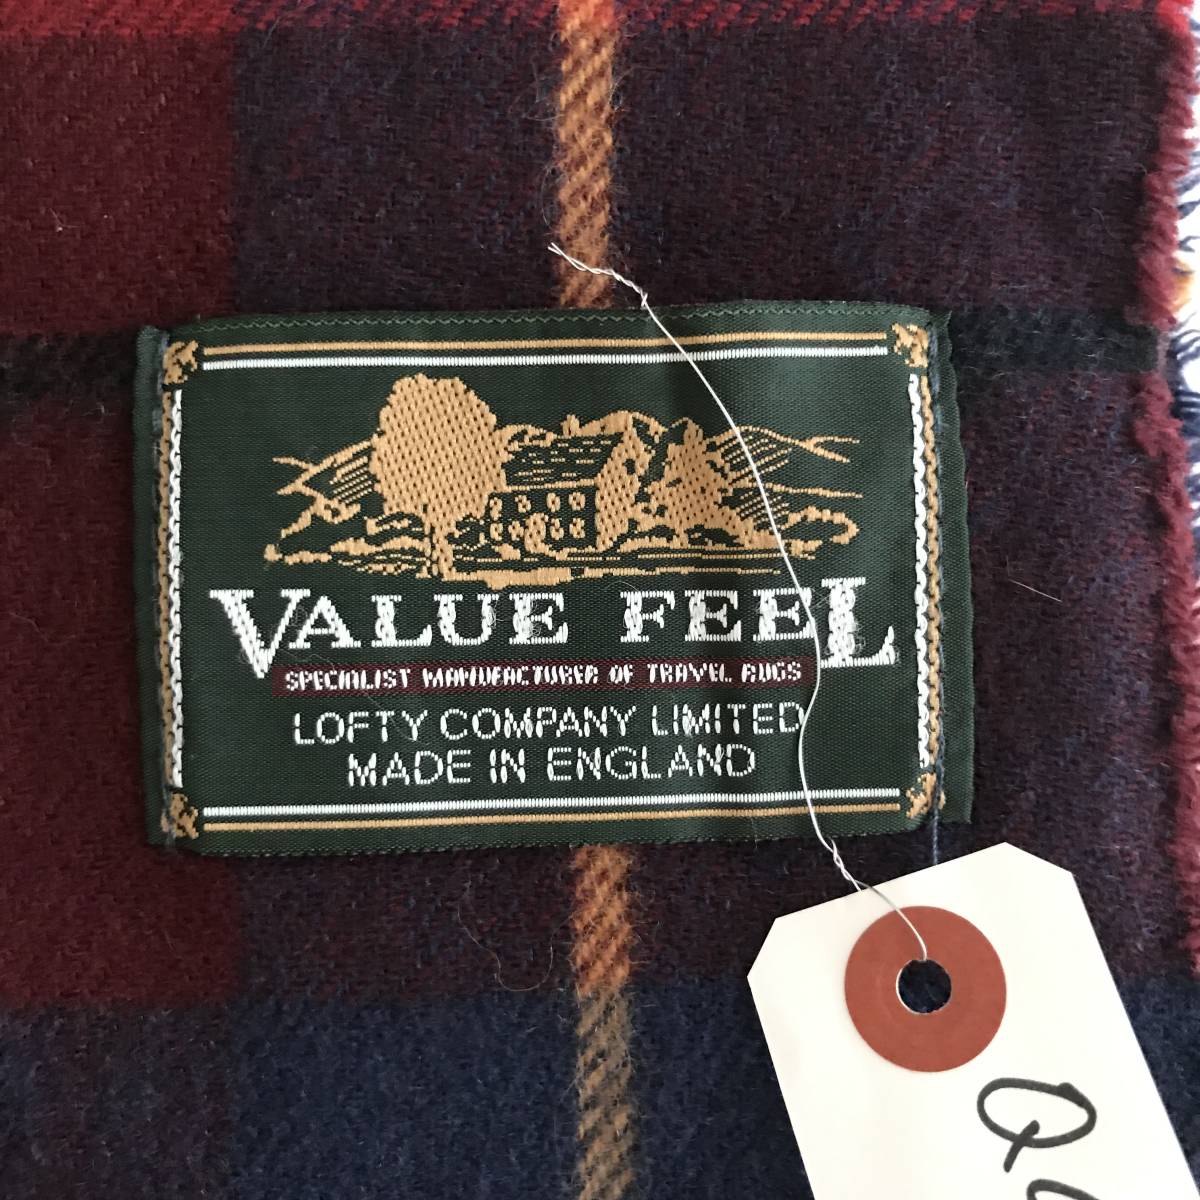 VALUE FEEL
SPECIALIST MANUFACTURER OF TRAVEL RUGS
LOFTY COMPANY LIMITED
MADE IN ENGLAND
Q